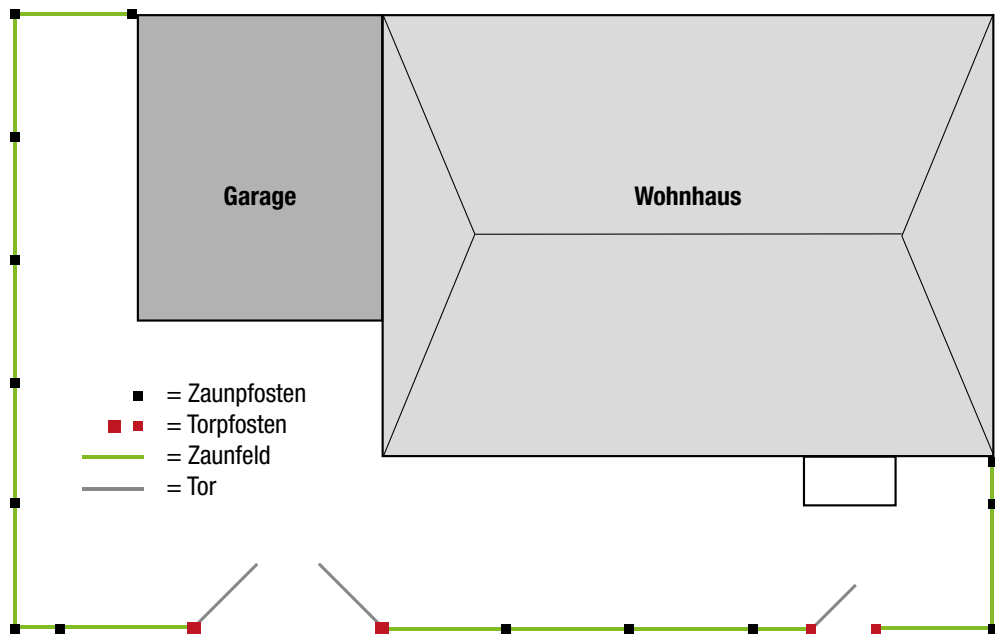 Garage
Wohnhaus
= Zaunpfosten
= Torpfosten
= Zaunfeld
= Tor